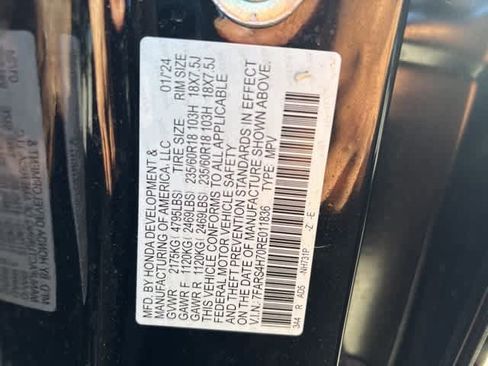 MFD. BY HONDA DEVELOPMENT &
MANUFACTURING OF AMERICA, LLC 01/24
GVWR 2175KG( 4795LBS) TIRE SIZE RIM SIZE
GAWR F 1120KG( 2469LBS) 235/60R18 103H 18X7.5J
GAWR R 1120KG( 2469LBS) 235/60R18 103H 18X7.5J
THIS VEHICLE CONFORMS TO ALL APPLICABLE
FEDERAL MOTOR VEHICLE SAFETY
AND THEFT PREVENTION STANDARDS IN EFFECT
ON THE DATE OF MANUFACTURE SHOWN ABOVE.
V.I.N.:7FARS4H70RE011836 TYPE MPV
344 R AD5 -NH731P -Z -E